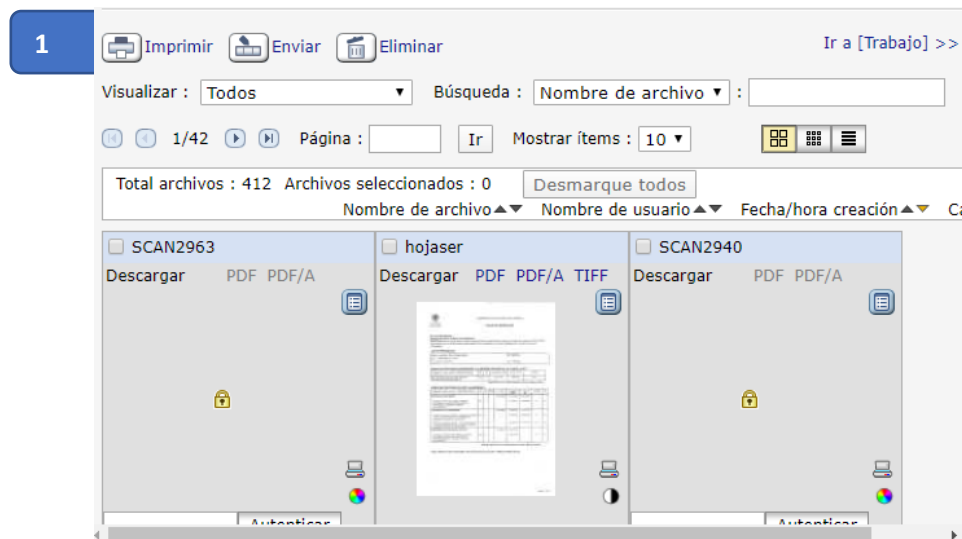 1
Imprimir Enviar Eliminar Ir a [Trabajo] >>
Visualizar : Todos Búsqueda : Nombre de archivo :
1/42 Página : Ir Mostrar ítems : 10
Total archivos : 412 Archivos seleccionados : 0 Desmarque todos
Nombre de archivo Nombre de usuario Fecha/hora creación
SCAN2963 hojaser SCAN2940
Descargar PDF PDF/A Descargar PDF PDF/A TIFF Descargar PDF PDF/A
Autenticar Autenticar